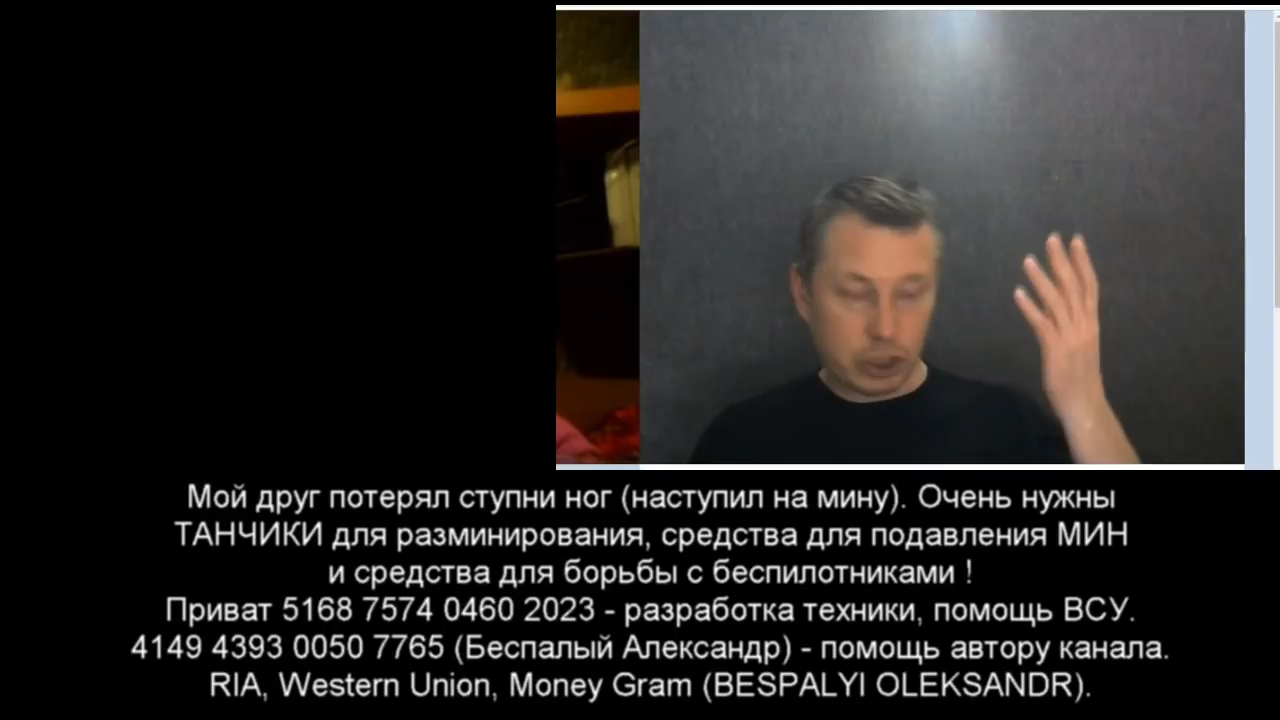 Мой друг потерял ступни ног (наступил на мину). Очень нужны
ТАНЧИКИ для разминирования, средства для подавления МИН
и средства для борьбы с беспилотниками !
Приват 5168 7574 0460 2023 - разработка техники, помощь ВСУ.
4149 4393 0050 7765 (Беспалый Александр) - помощь автору канала.
RIA, Western Union, Money Gram (BESPALYI OLEKSANDR).